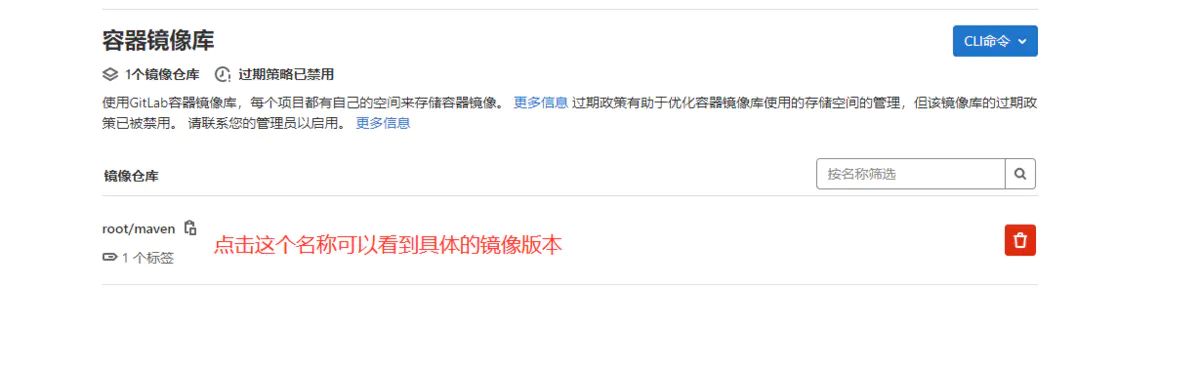 容器镜像库
CLI命令
1个镜像仓库 过期策略已禁用
使用GitLab容器镜像库，每个项目都有自己的空间来存储容器镜像。 更多信息 过期政策有助于优化容器镜像库使用的存储空间的管理，但该镜像库的过期政
策已被禁用。 请联系您的管理员以启用。 更多信息
镜像仓库
按名称筛选
root/maven
点击这个名称可以看到具体的镜像版本
1 个标签